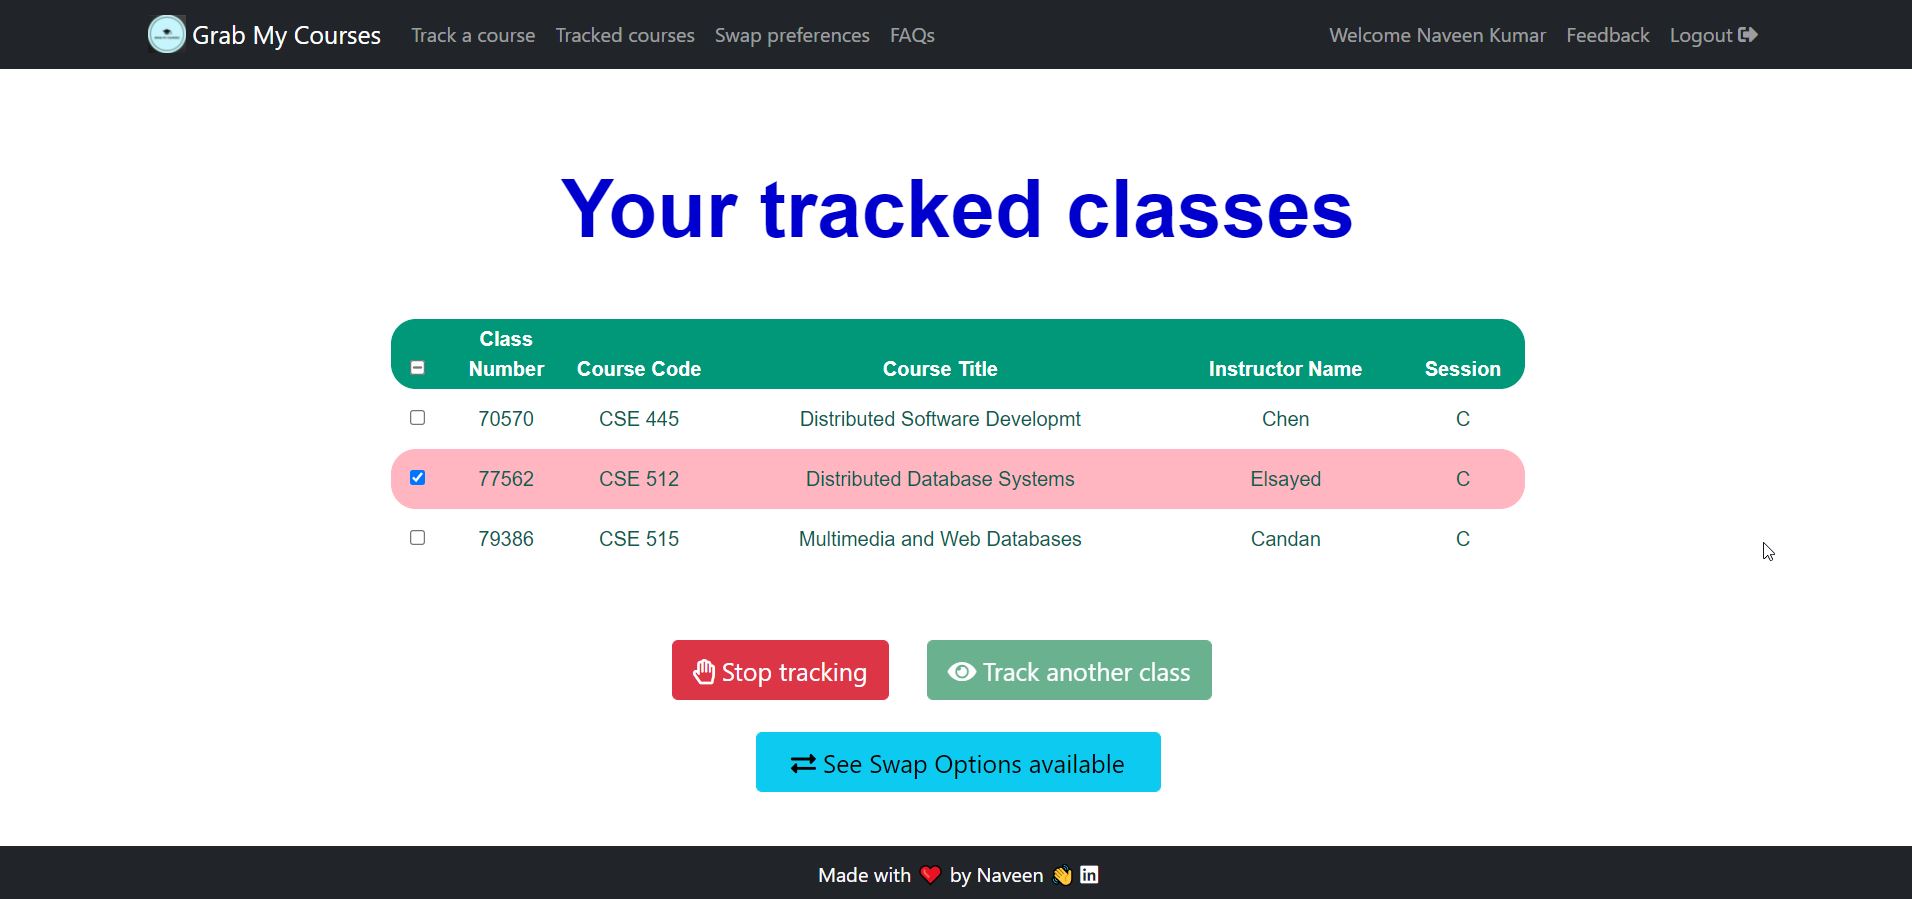 Grab My Courses Track a course Tracked courses Swap preferences FAQs Welcome Naveen Kumar Feedback Logout
Your tracked classes
Class Number Course Code Course Title Instructor Name Session
70570 CSE 445 Distributed Software Developmt Chen C
77562 CSE 512 Distributed Database Systems Elsayed C
79386 CSE 515 Multimedia and Web Databases Candan C
Stop tracking Track another class
See Swap Options available
Made with ❤️ by Naveen 👋 in